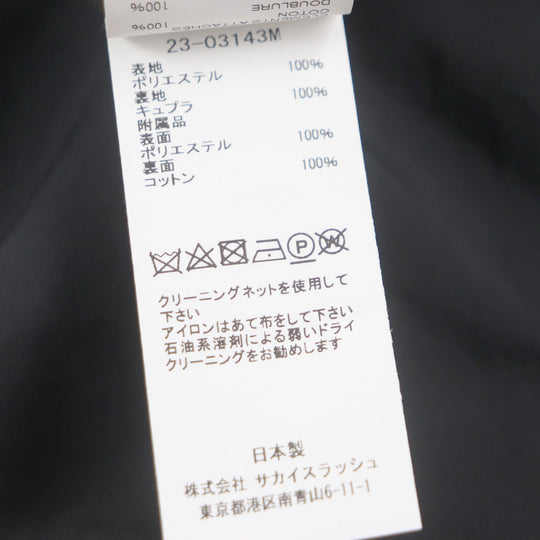 100%
DOUBLURE
COTON
100%
ELEMENTS ATTACHES
23-03143M
表地
ポリエステル 100%
裏地
キュプラ 100%
附属品
表面
ポリエステル 100%
裏面
コットン 100%
P W
クリーニングネットを使用して
下さい
アイロンはあて布をして下さい
石油系溶剤による弱いドライ
クリーニングをお勧めします
日本製
株式会社 サカイスラッシュ
東京都港区南青山6-11-1